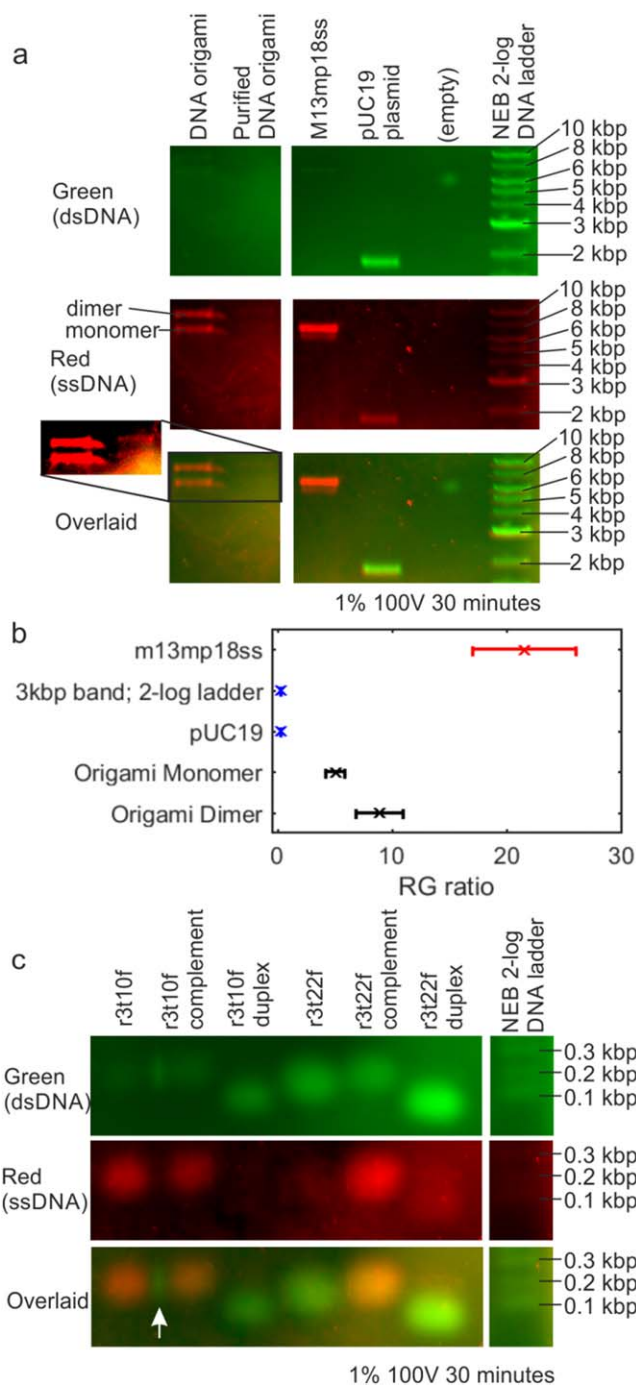 a
DNA origami
Purified
DNA origami
M13mp18ss
pUC19
plasmid
(empty)
NEB 2-log
DNA ladder
Green
(dsDNA)
10 kbp
8 kbp
6 kbp
5 kbp
4 kbp
3 kbp
2 kbp
dimer
monomer
Red
(ssDNA)
10 kbp
8 kbp
6 kbp
5 kbp
4 kbp
3 kbp
2 kbp
Overlaid
10 kbp
8 kbp
6 kbp
5 kbp
4 kbp
3 kbp
2 kbp
1% 100V 30 minutes
b
m13mp18ss
3kbp band; 2-log ladder
pUC19
Origami Monomer
Origami Dimer
0 10 20 30
RG ratio
c
r3t10f
r3t10f
complement
r3t10f
duplex
r3t22f
r3t22f
complement
r3t22f
duplex
NEB 2-log
DNA ladder
Green
(dsDNA)
0.3 kbp
0.2 kbp
0.1 kbp
Red
(ssDNA)
0.3 kbp
0.2 kbp
0.1 kbp
Overlaid
0.3 kbp
0.2 kbp
0.1 kbp
1% 100V 30 minutes